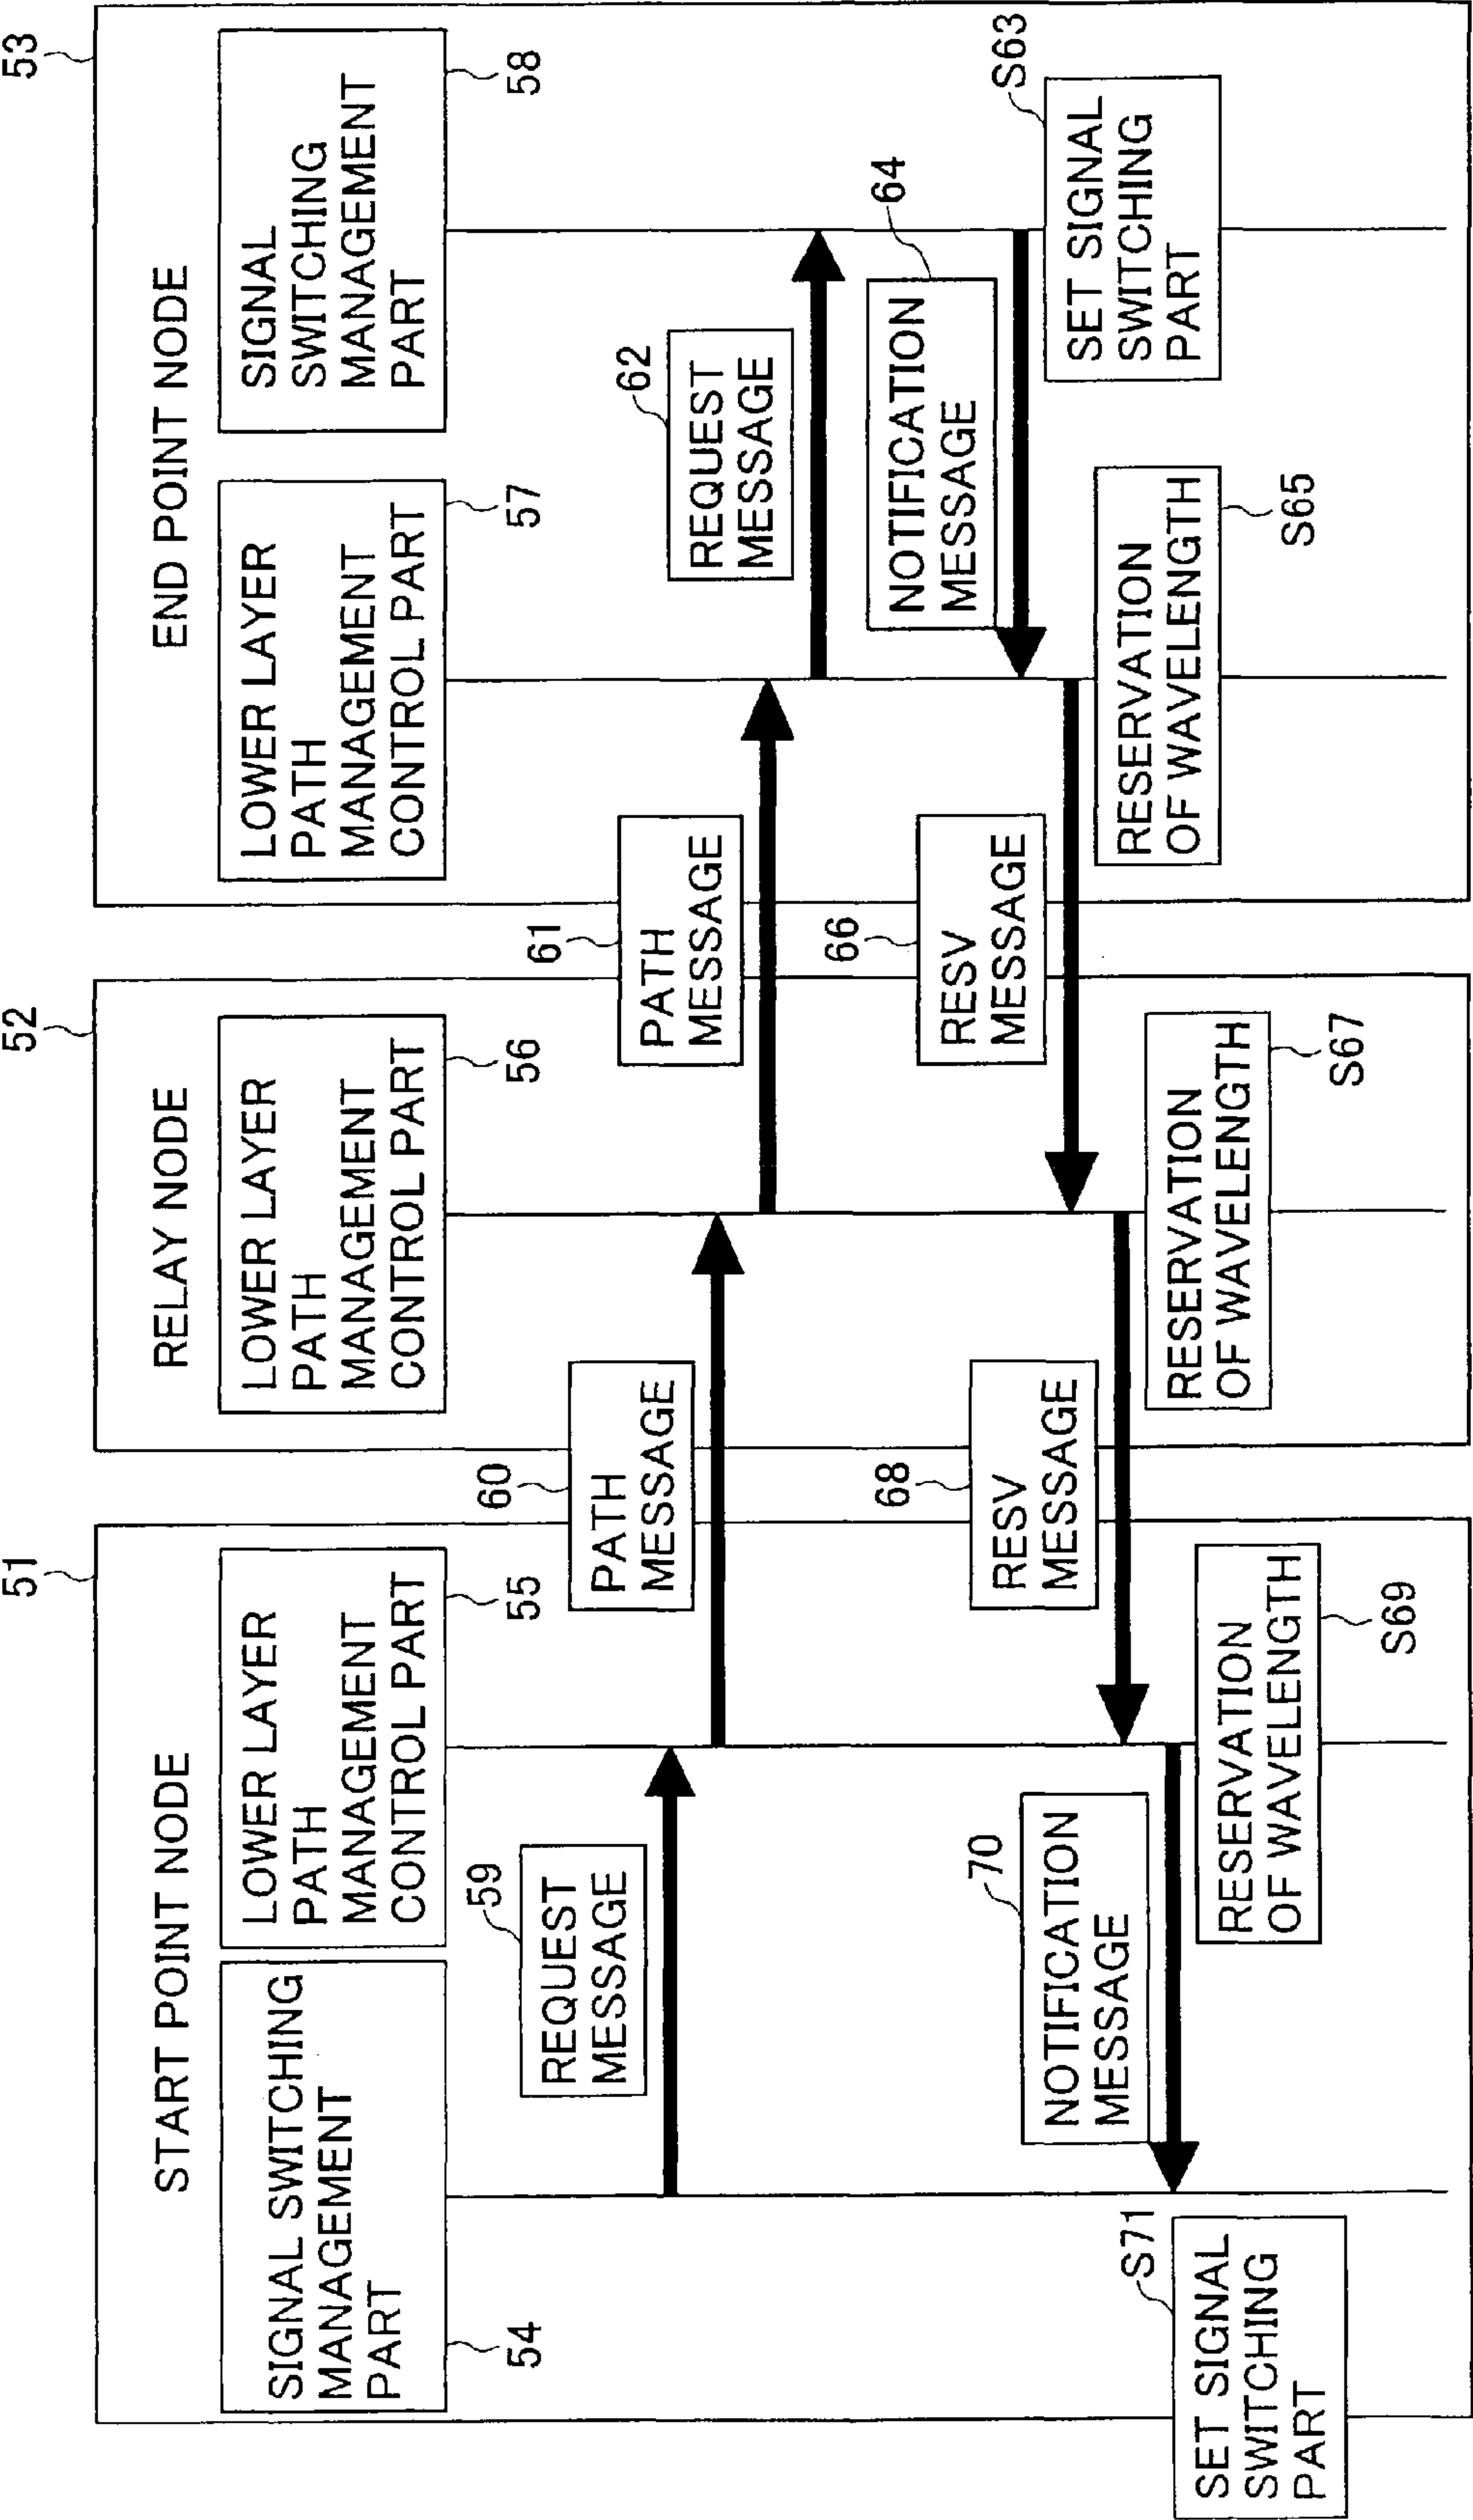 51
START POINT NODE
SIGNAL SWITCHING
MANAGEMENT
PART
54
LOWER LAYER
PATH
MANAGEMENT
CONTROL PART
55
52
RELAY NODE
LOWER LAYER
PATH
MANAGEMENT
CONTROL PART
56
53
END POINT NODE
LOWER LAYER
PATH
MANAGEMENT
CONTROL PART
57
SIGNAL
SWITCHING
MANAGEMENT
PART
58
59
REQUEST
MESSAGE
60
PATH
MESSAGE
61
PATH
MESSAGE
62
REQUEST
MESSAGE
64
NOTIFICATION
MESSAGE
S63
SET SIGNAL
SWITCHING
PART
66
RESV
MESSAGE
RESERVATION
OF WAVELENGTH
S65
68
RESV
MESSAGE
RESERVATION
OF WAVELENGTH
S67
70
NOTIFICATION
MESSAGE
RESERVATION
OF WAVELENGTH
S69
S71
SET SIGNAL
SWITCHING
PART